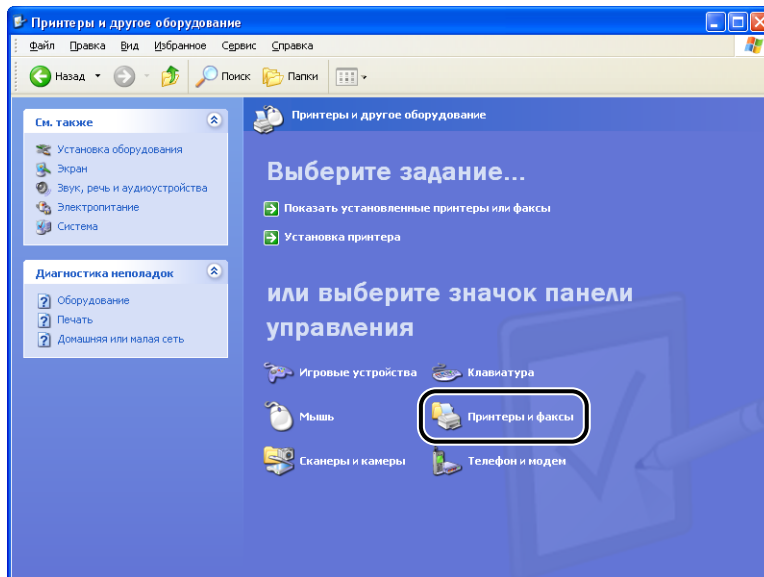 Принтеры и другое оборудование
Файл Правка Вид Избранное Сервис Справка
Назад Поиск Папки
См. также
Установка оборудования
Экран
Звук, речь и аудиоустройства
Электропитание
Система
Диагностика неполадок
Оборудование
Печать
Домашняя или малая сеть
Принтеры и другое оборудование
Выберите задание...
Показать установленные принтеры или факсы
Установка принтера
или выберите значок панели
управления
Игровые устройства Клавиатура
Мышь Принтеры и факсы
Сканеры и камеры Телефон и модем